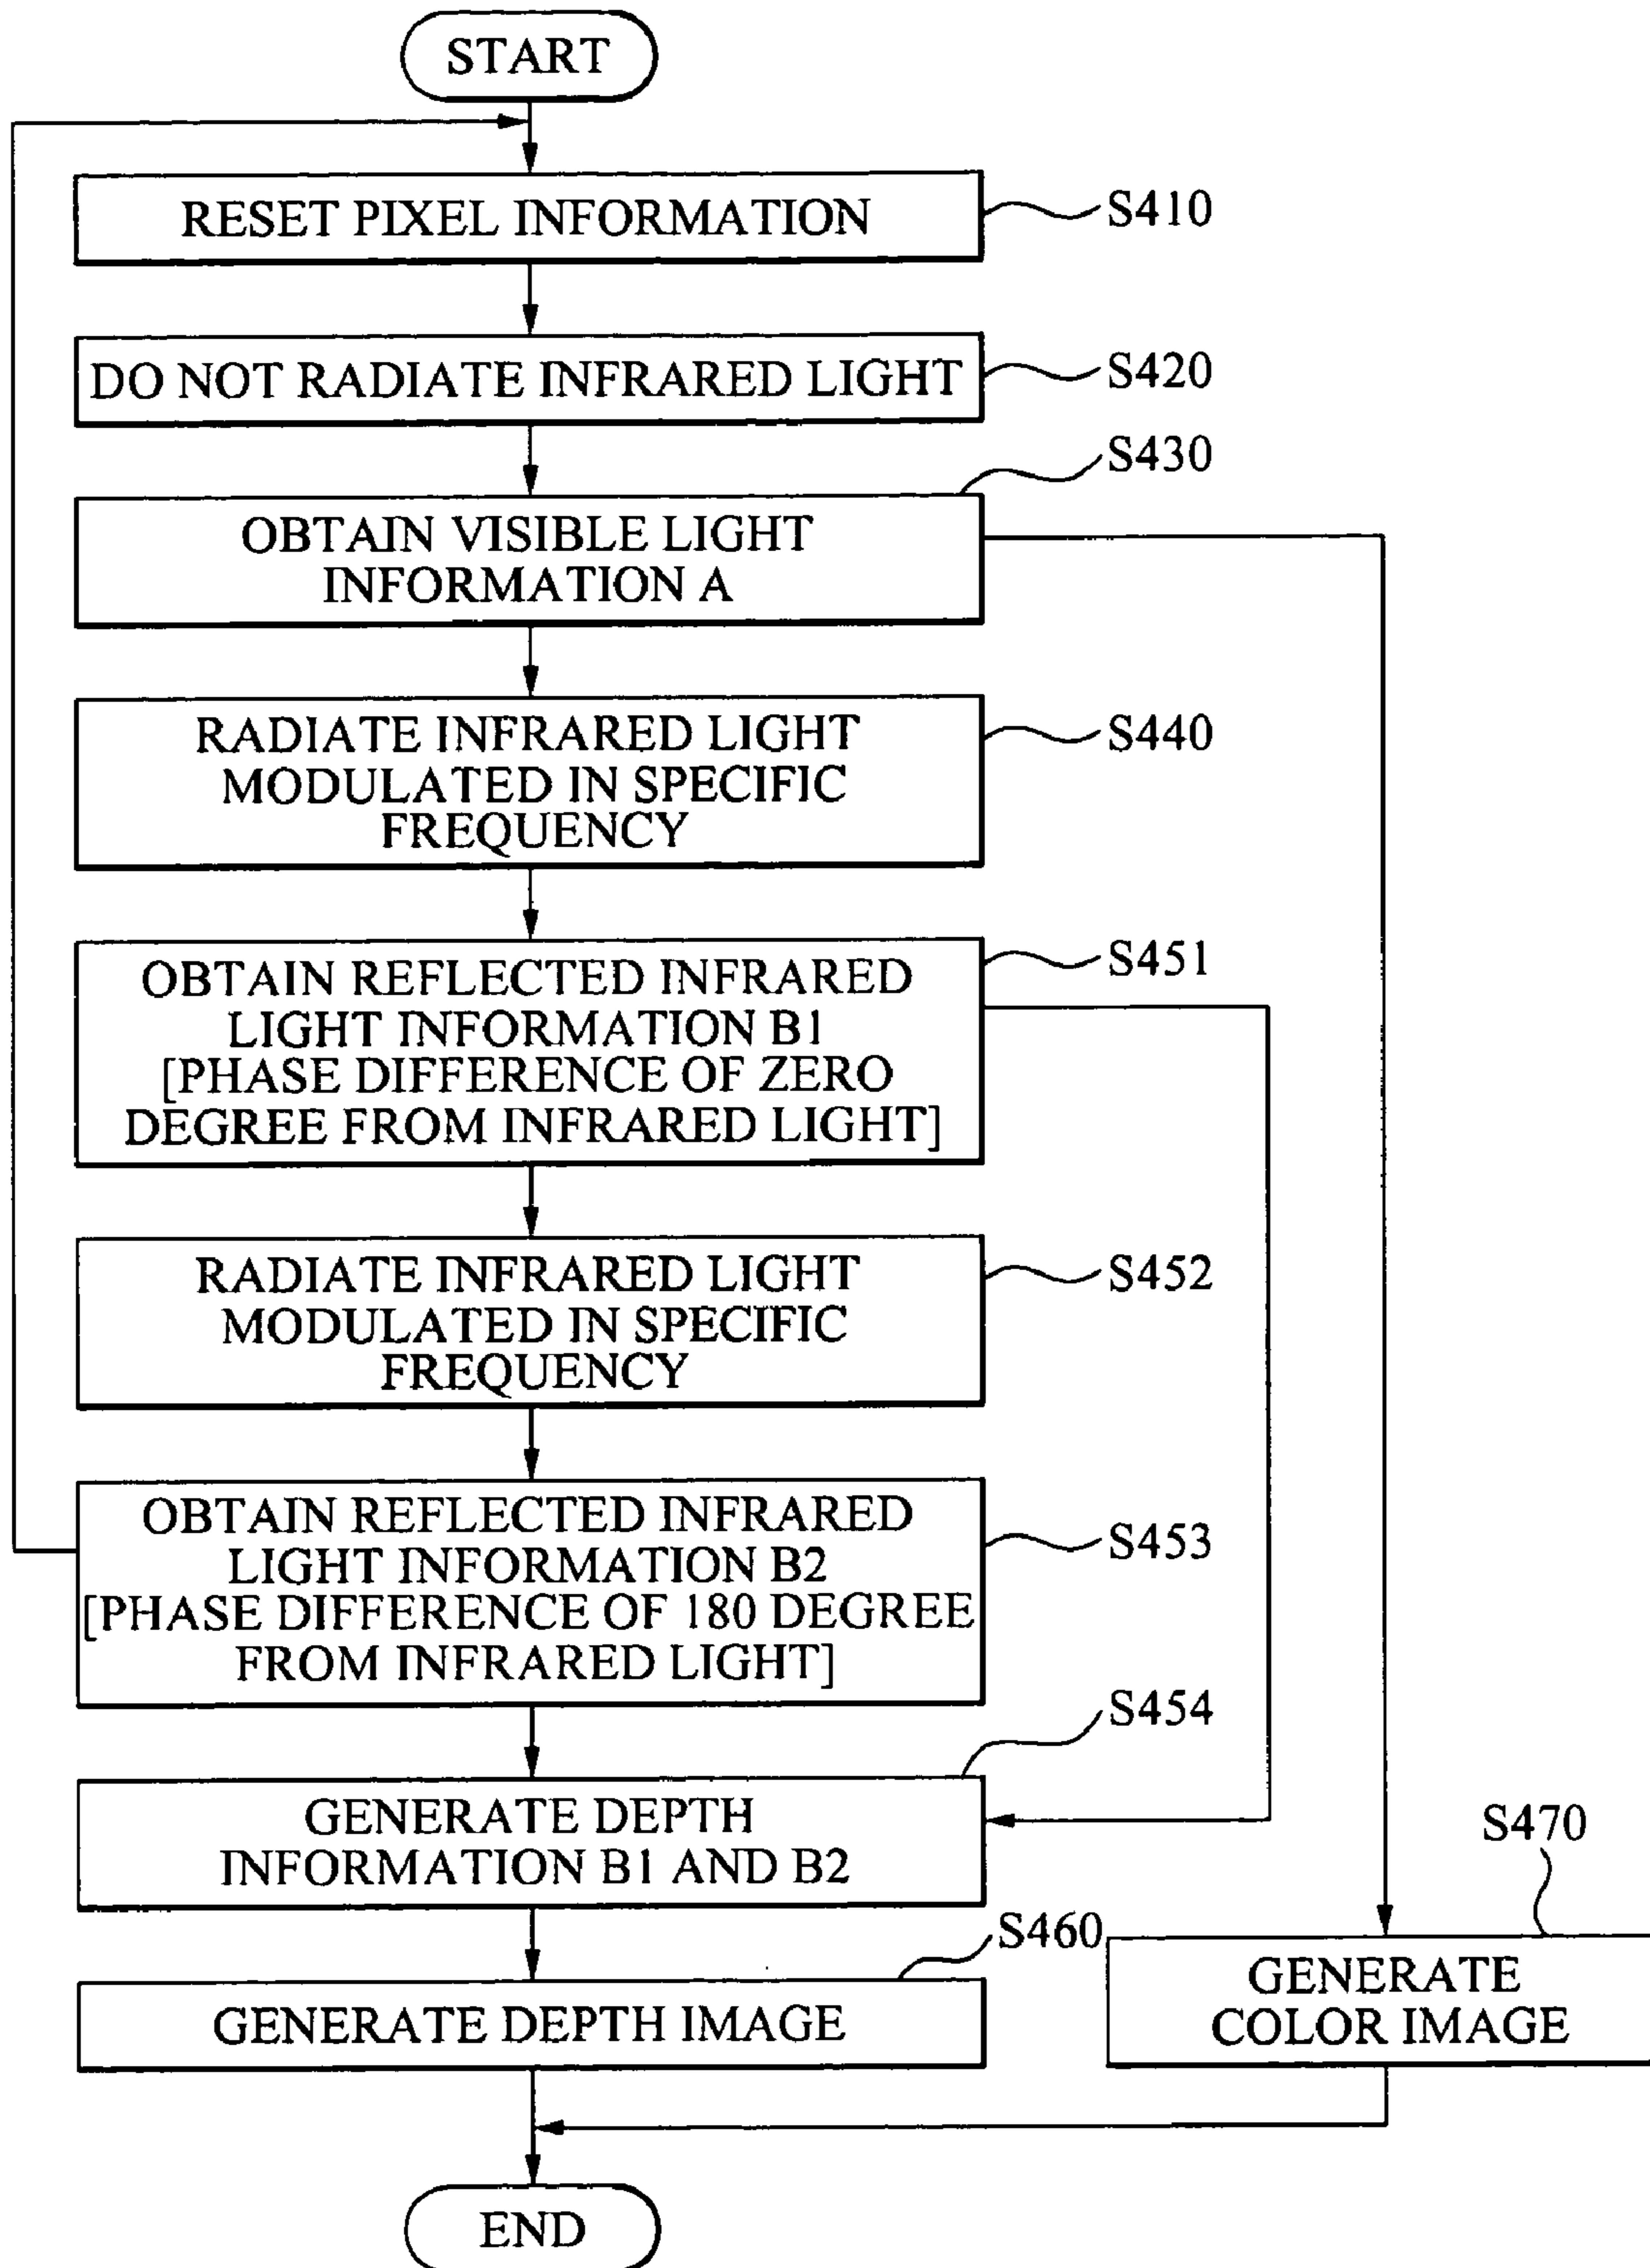 START
RESET PIXEL INFORMATION
S410
DO NOT RADIATE INFRARED LIGHT
S420
S430
OBTAIN VISIBLE LIGHT
INFORMATION A
RADIATE INFRARED LIGHT
MODULATED IN SPECIFIC
FREQUENCY
S440
OBTAIN REFLECTED INFRARED
LIGHT INFORMATION B1
[PHASE DIFFERENCE OF ZERO
DEGREE FROM INFRARED LIGHT]
S451
RADIATE INFRARED LIGHT
MODULATED IN SPECIFIC
FREQUENCY
S452
OBTAIN REFLECTED INFRARED
LIGHT INFORMATION B2
[PHASE DIFFERENCE OF 180 DEGREE
FROM INFRARED LIGHT]
S453
S454
GENERATE DEPTH
INFORMATION B1 AND B2
S460
GENERATE DEPTH IMAGE
S470
GENERATE
COLOR IMAGE
END